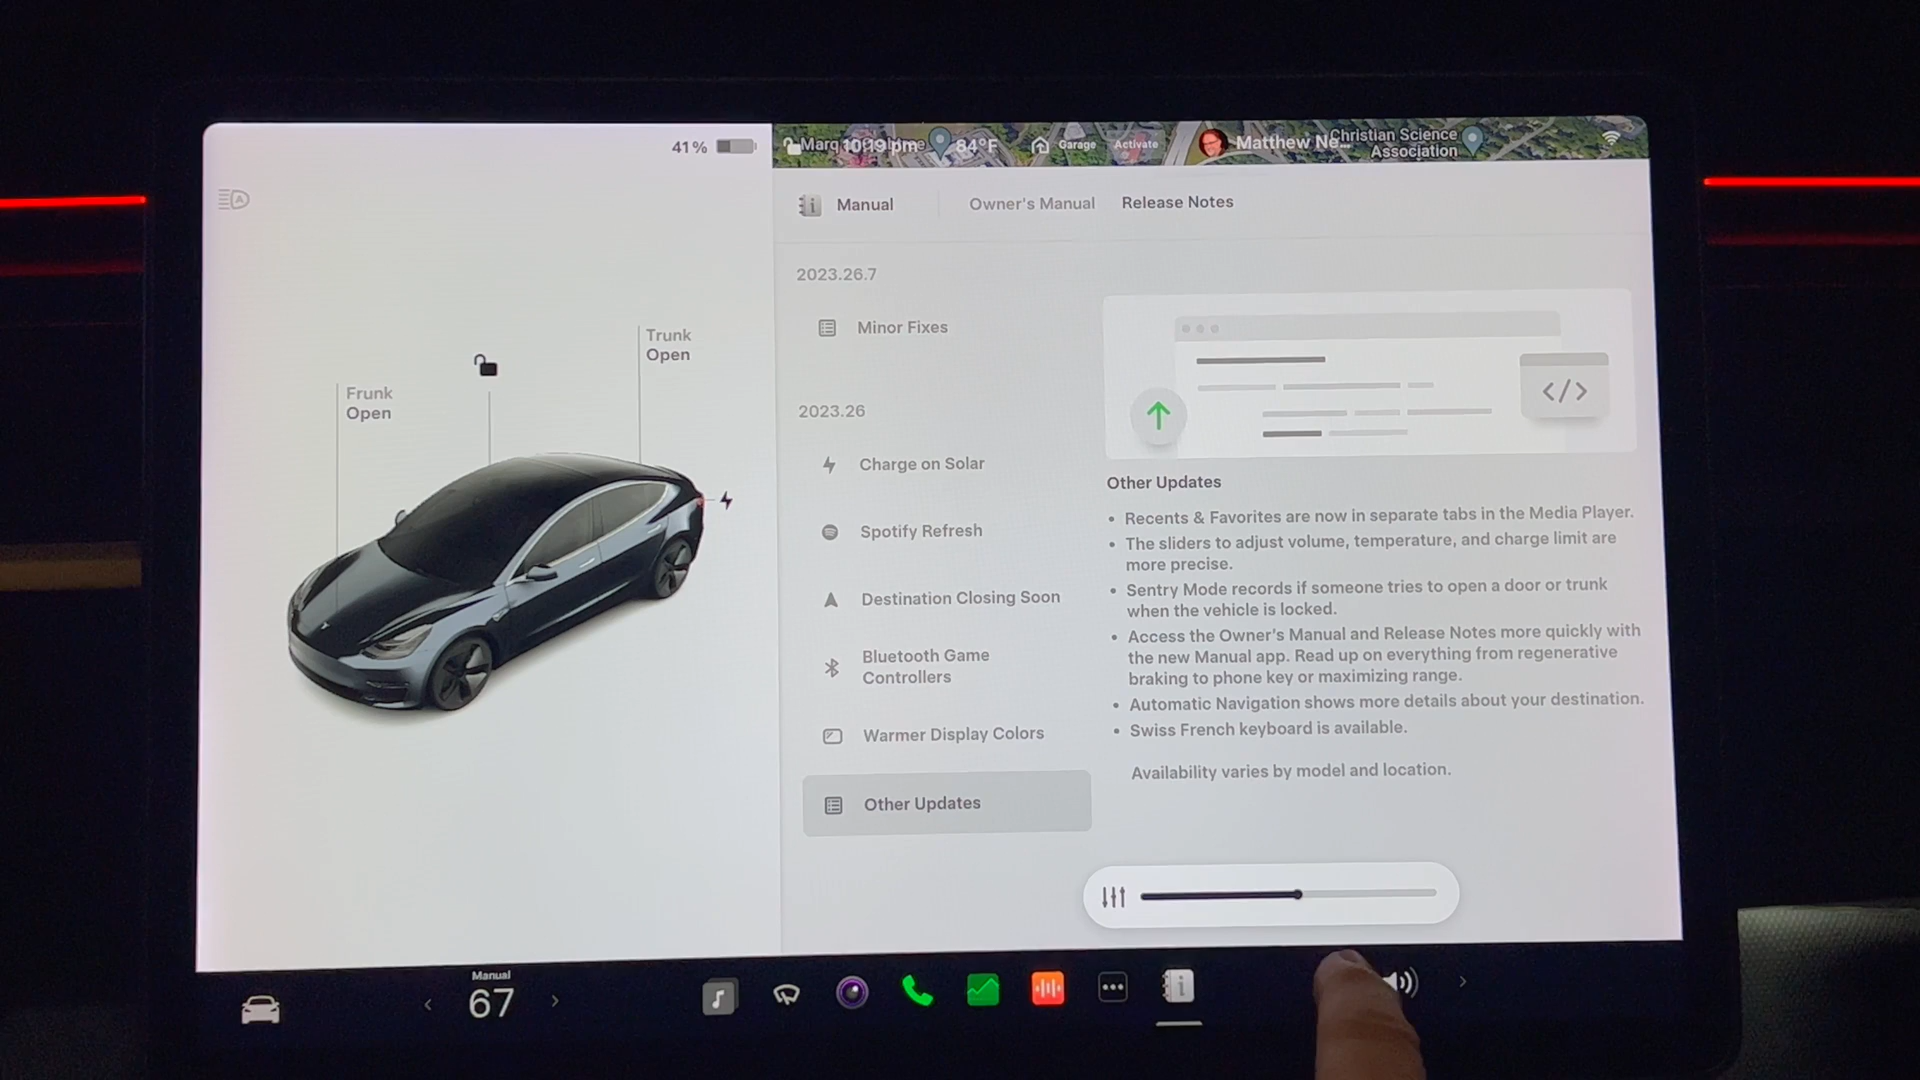 41%
10:19 pm
84°F
Garage
Activate
Matthew Ne...
Christian Science
Association
Manual
Owner's Manual
Release Notes
Trunk
Open
Frunk
Open
2023.26.7
Minor Fixes
2023.26
Charge on Solar
Spotify Refresh
Destination Closing Soon
Bluetooth Game
Controllers
Warmer Display Colors
Other Updates
Other Updates
• Recents & Favorites are now in separate tabs in the Media Player.
• The sliders to adjust volume, temperature, and charge limit are
more precise.
• Sentry Mode records if someone tries to open a door or trunk
when the vehicle is locked.
• Access the Owner's Manual and Release Notes more quickly with
the new Manual app. Read up on everything from regenerative
braking to phone key or maximizing range.
• Automatic Navigation shows more details about your destination.
• Swiss French keyboard is available.
Availability varies by model and location.
Manual
67